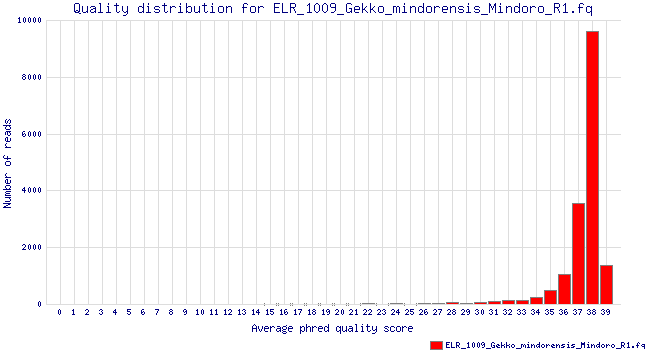 Quality distribution for ELR_1009_Gekko_mindorensis_Mindoro_R1.fq
10000
8000
6000
4000
2000
0
Number of reads
0 1 2 3 4 5 6 7 8 9 10 11 12 13 14 15 16 17 18 19 20 21 22 23 24 25 26 27 28 29 30 31 32 33 34 35 36 37 38 39
Average phred quality score
ELR_1009_Gekko_mindorensis_Mindoro_R1.fq